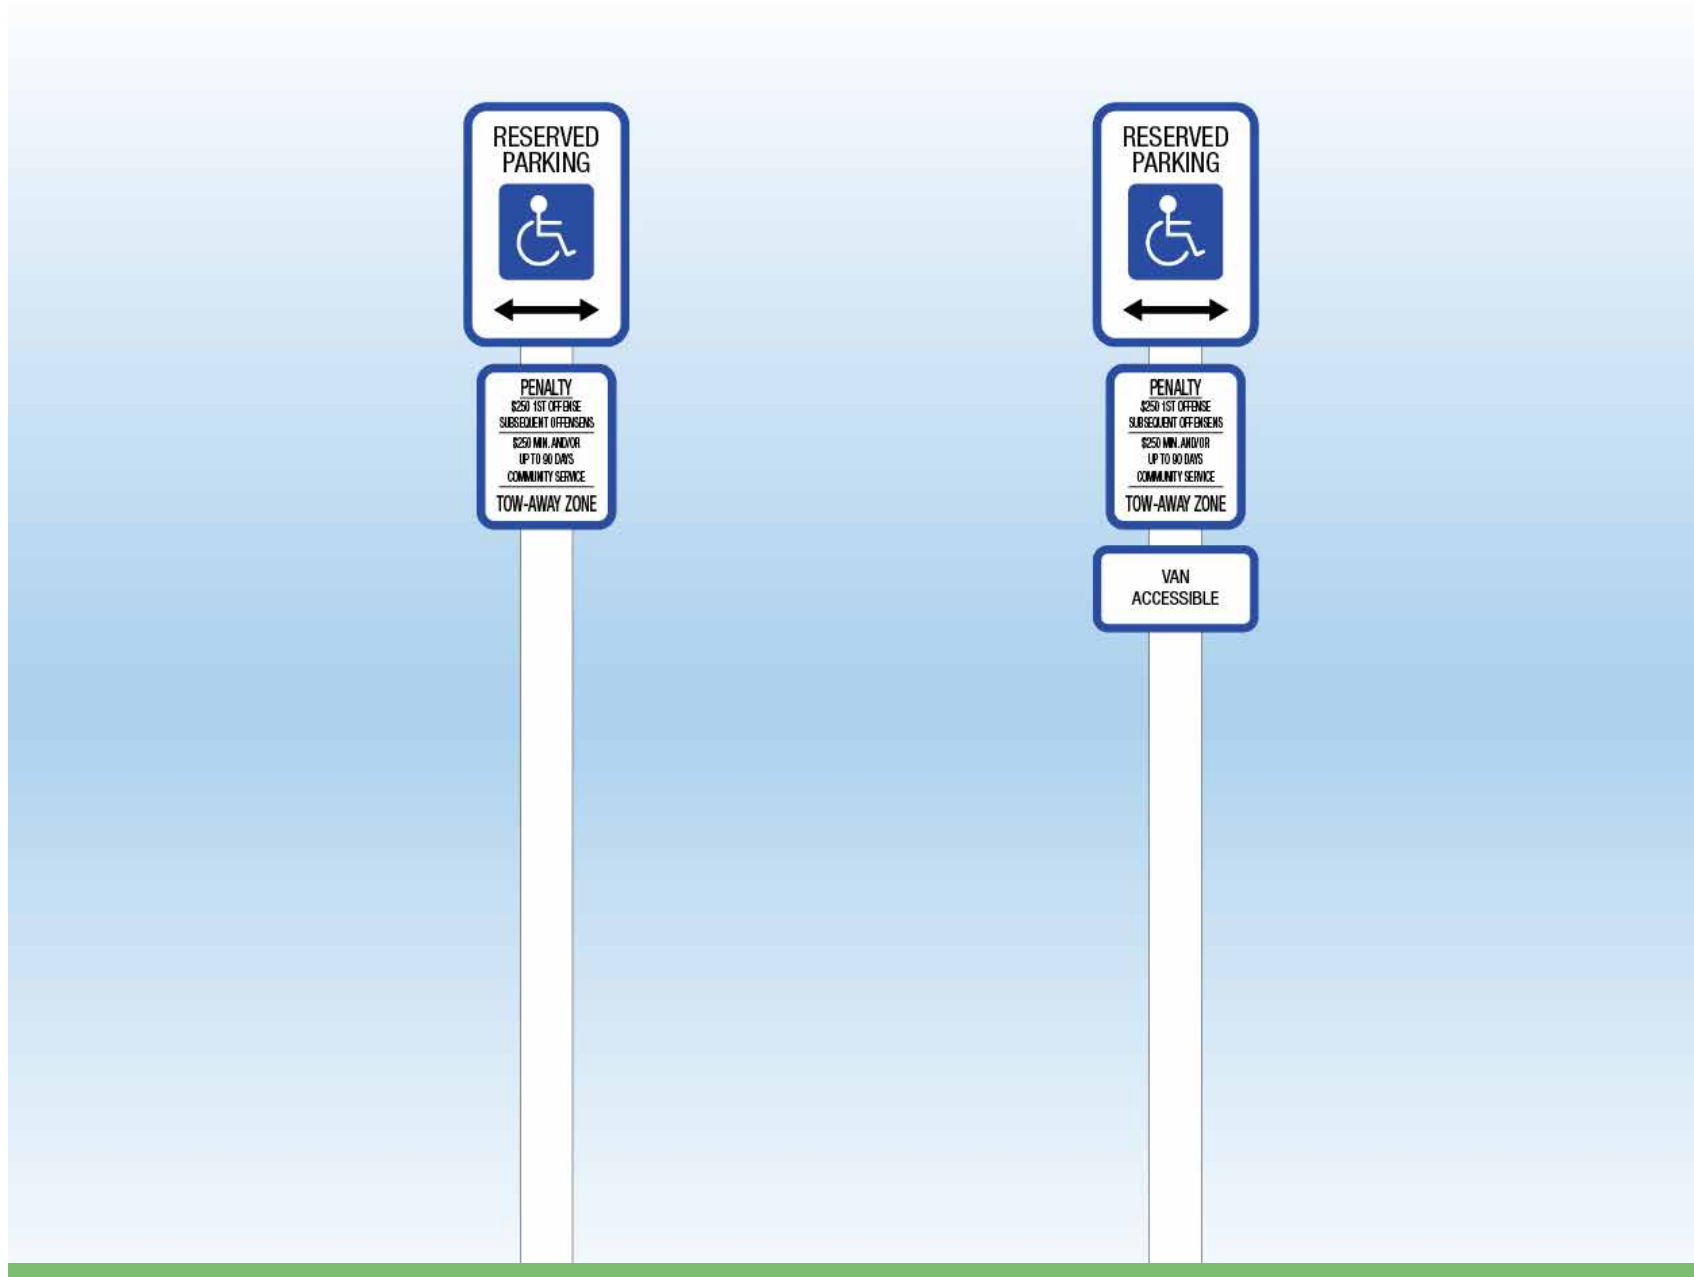 RESERVED
PARKING
PENALTY
$250 1ST OFFENSE
SUBSEQUENT OFFENSENS
$250 MIN. AND/OR
UP TO 90 DAYS
COMMUNITY SERVICE
TOW-AWAY ZONE
RESERVED
PARKING
PENALTY
$250 1ST OFFENSE
SUBSEQUENT OFFENSENS
$250 MIN. AND/OR
UP TO 90 DAYS
COMMUNITY SERVICE
TOW-AWAY ZONE
VAN
ACCESSIBLE